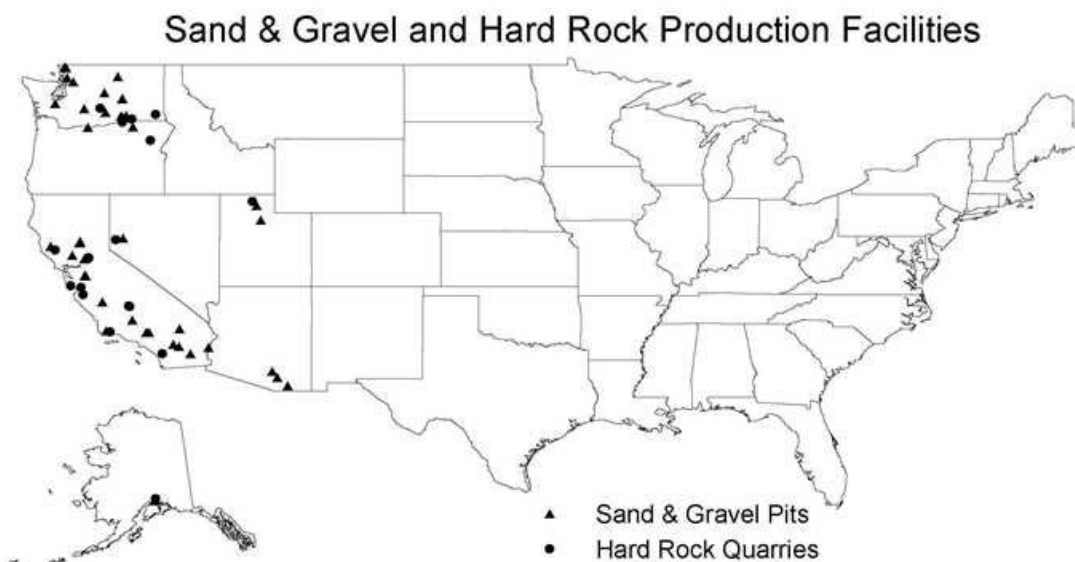 Sand & Gravel and Hard Rock Production Facilities
Sand & Gravel Pits
Hard Rock Quarries